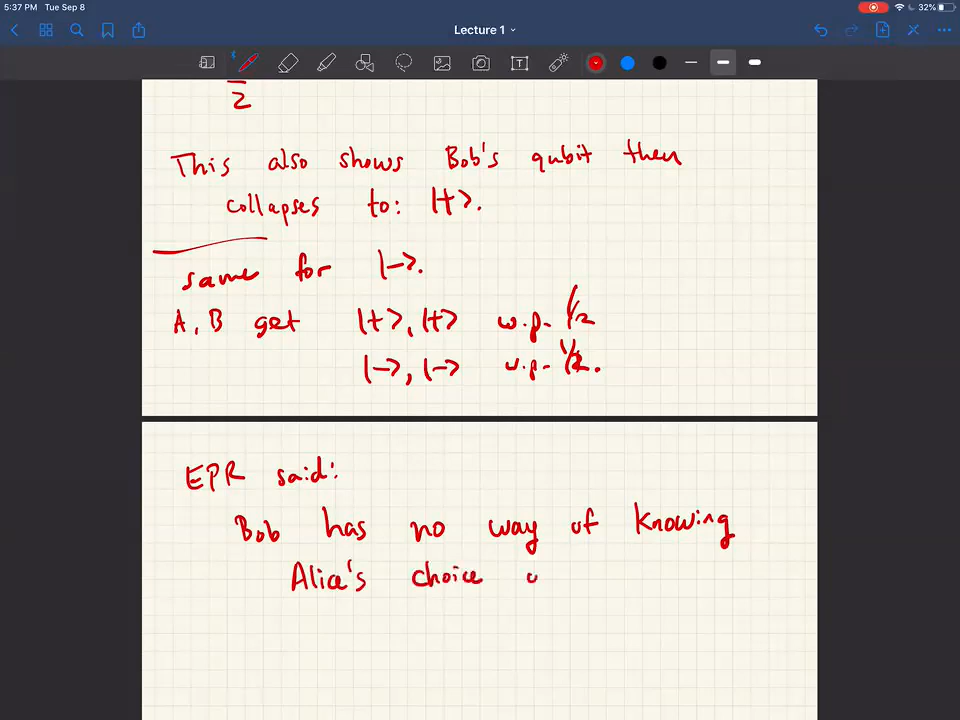 5:37 PM Tue Sep 8
32%
Lecture 1
2
This also shows Bob's qubit then
collapses to: |+>.
same for |->.
A, B get |+>, |+> w.p. 1/2
|->, |-> w.p. 1/2.
EPR said:
Bob has no way of knowing
Alice's choice